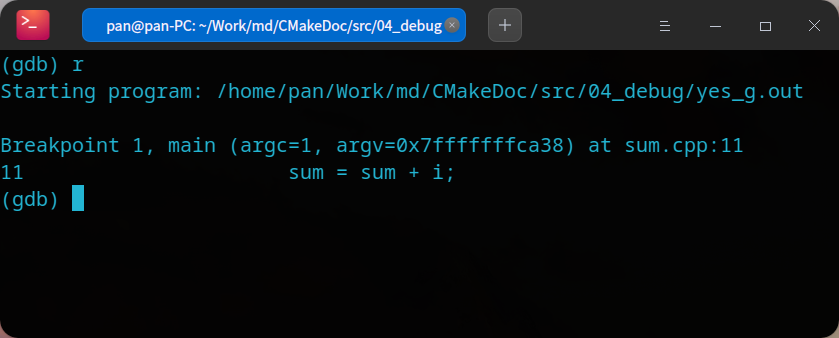 pan@pan-PC: ~/Work/md/CMakeDoc/src/04_debug
(gdb) r
Starting program: /home/pan/Work/md/CMakeDoc/src/04_debug/yes_g.out
Breakpoint 1, main (argc=1, argv=0x7fffffffca38) at sum.cpp:11
11                      sum = sum + i;
(gdb)